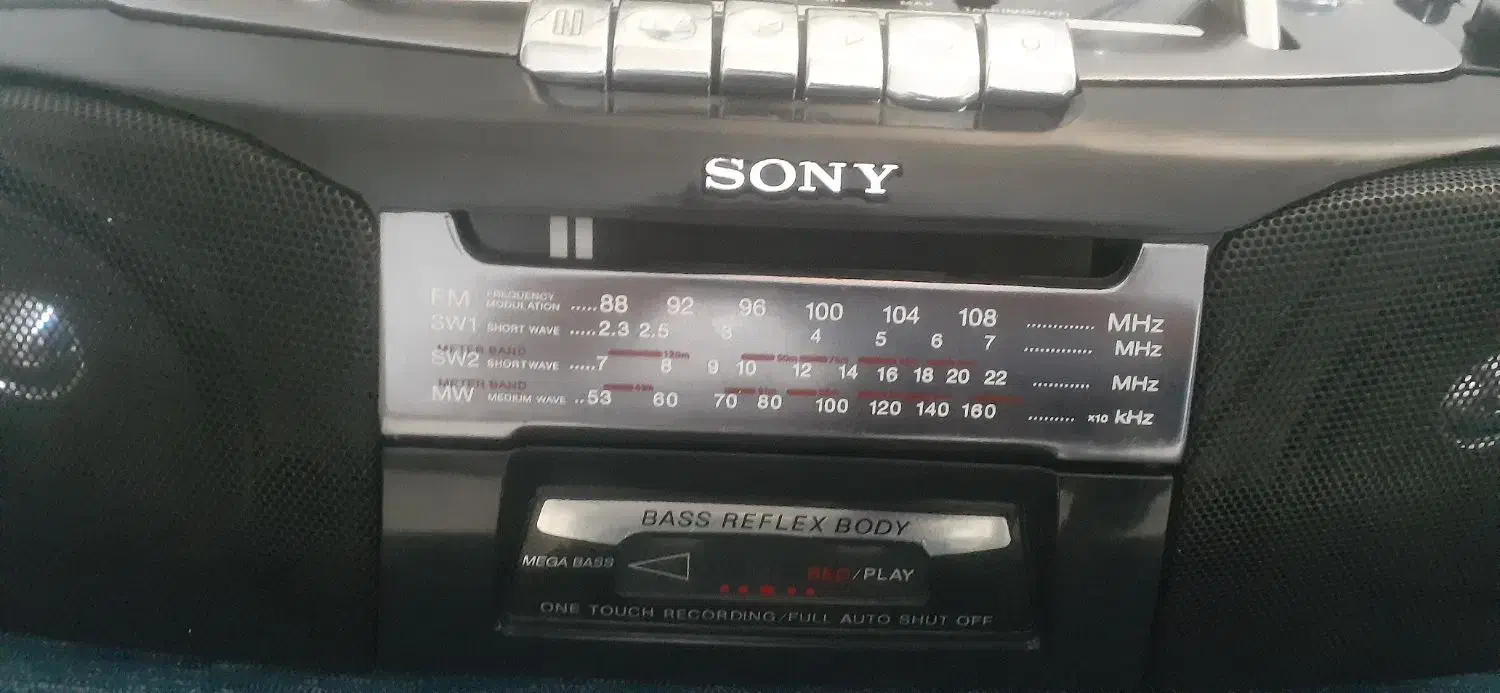 SONY
FM FREQUENCY MODULATION .....88 92 96 100 104 108 ............. MHz
SW1 SHORT WAVE .....2.3 2.5 3 4 5 6 7 ............. MHz
METER BAND 120m
SW2 SHORTWAVE .....7 8 9 10 12 14 16 18 20 22 ........... MHz
METER BAND
MW MEDIUM WAVE ..53 60 70 80 100 120 140 160 ......... x10 kHz
BASS REFLEX BODY
MEGA BASS
REC/PLAY
ONE TOUCH RECORDING/FULL AUTO SHUT OFF